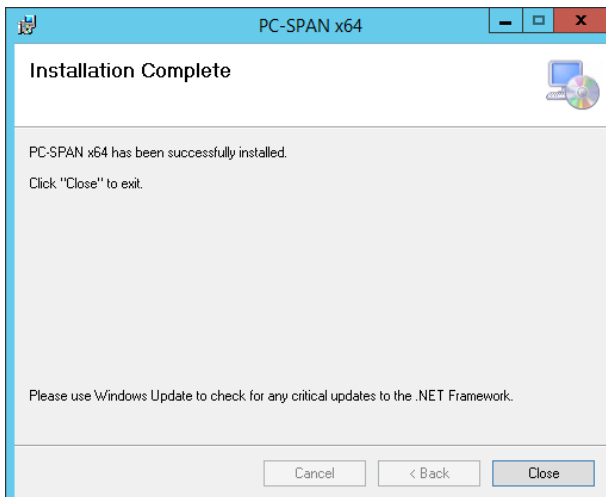 PC-SPAN x64
Installation Complete
PC-SPAN x64 has been successfully installed.
Click "Close" to exit.
Please use Windows Update to check for any critical updates to the .NET Framework.
Cancel
< Back
Close